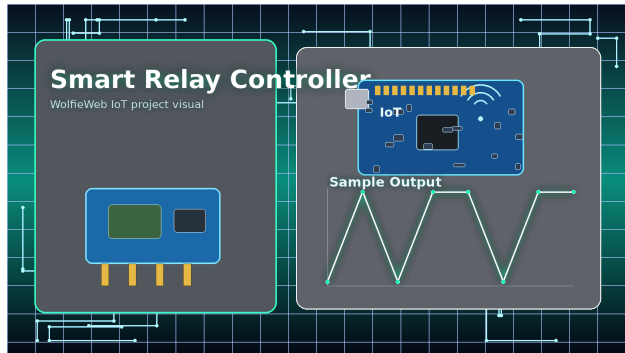 Smart Relay Controller
WolfieWeb IoT project visual
IoT
Sample Output